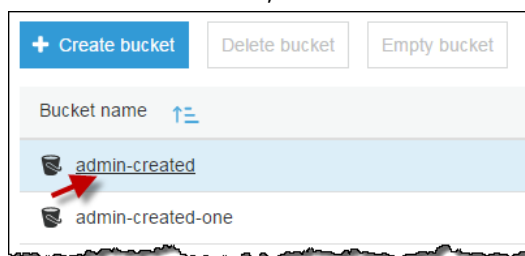 + Create bucket Delete bucket Empty bucket
Bucket name
admin-created
admin-created-one